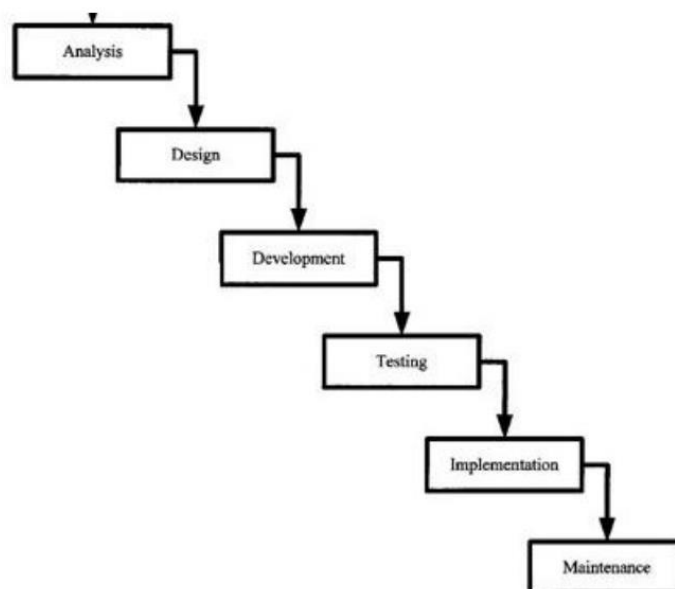 Analysis
Design
Development
Testing
Implementation
Maintenance